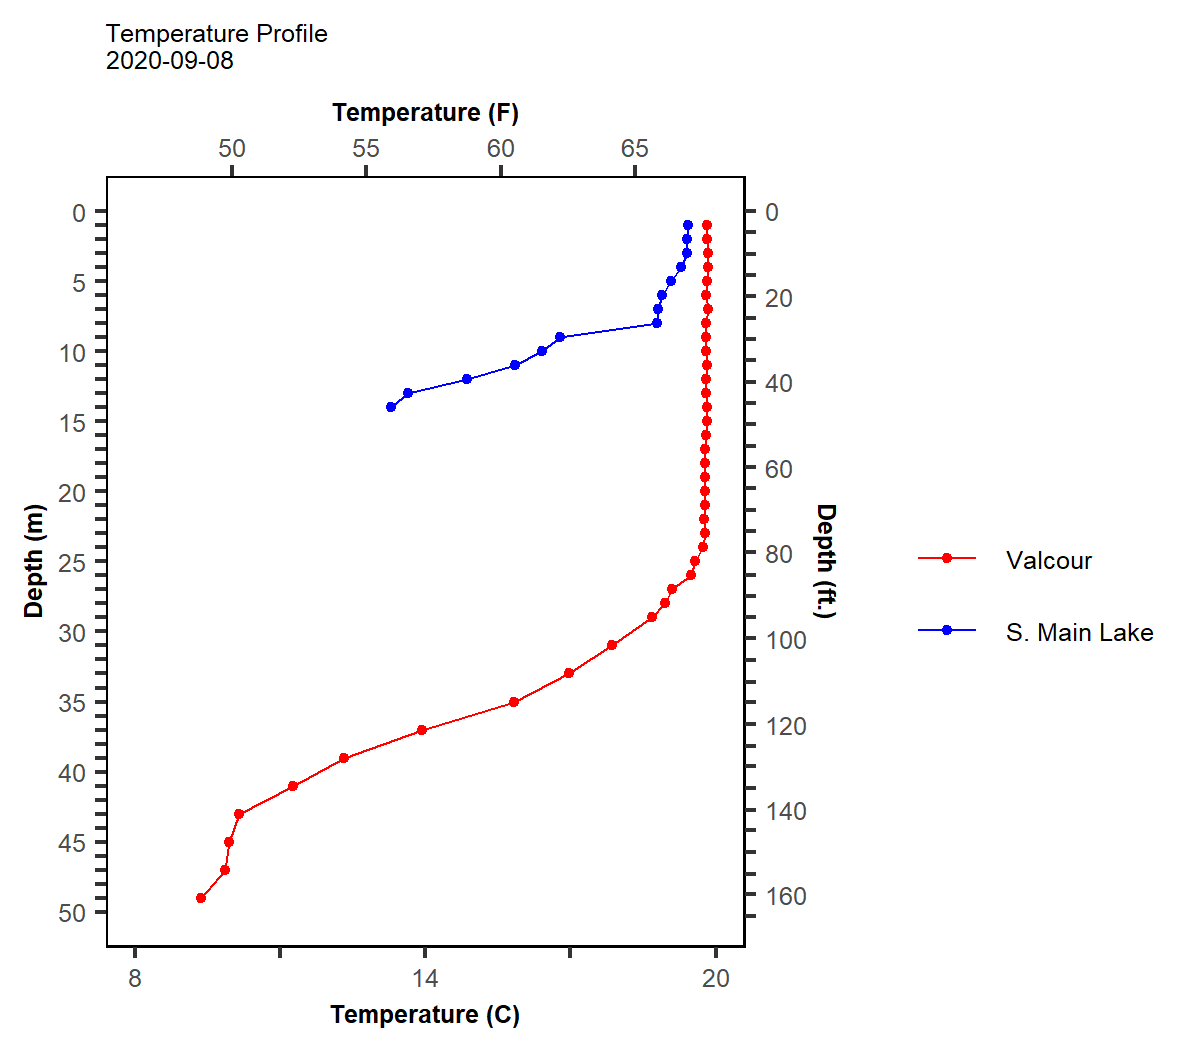 Temperature Profile
2020-09-08
Temperature (F)
50 55 60 65
0 0
5
20
10
40
15
60
20
80
25
30
100
35
120
40
140
45
160
50
Depth (m)
Depth (ft.)
Valcour
S. Main Lake
8 14 20
Temperature (C)